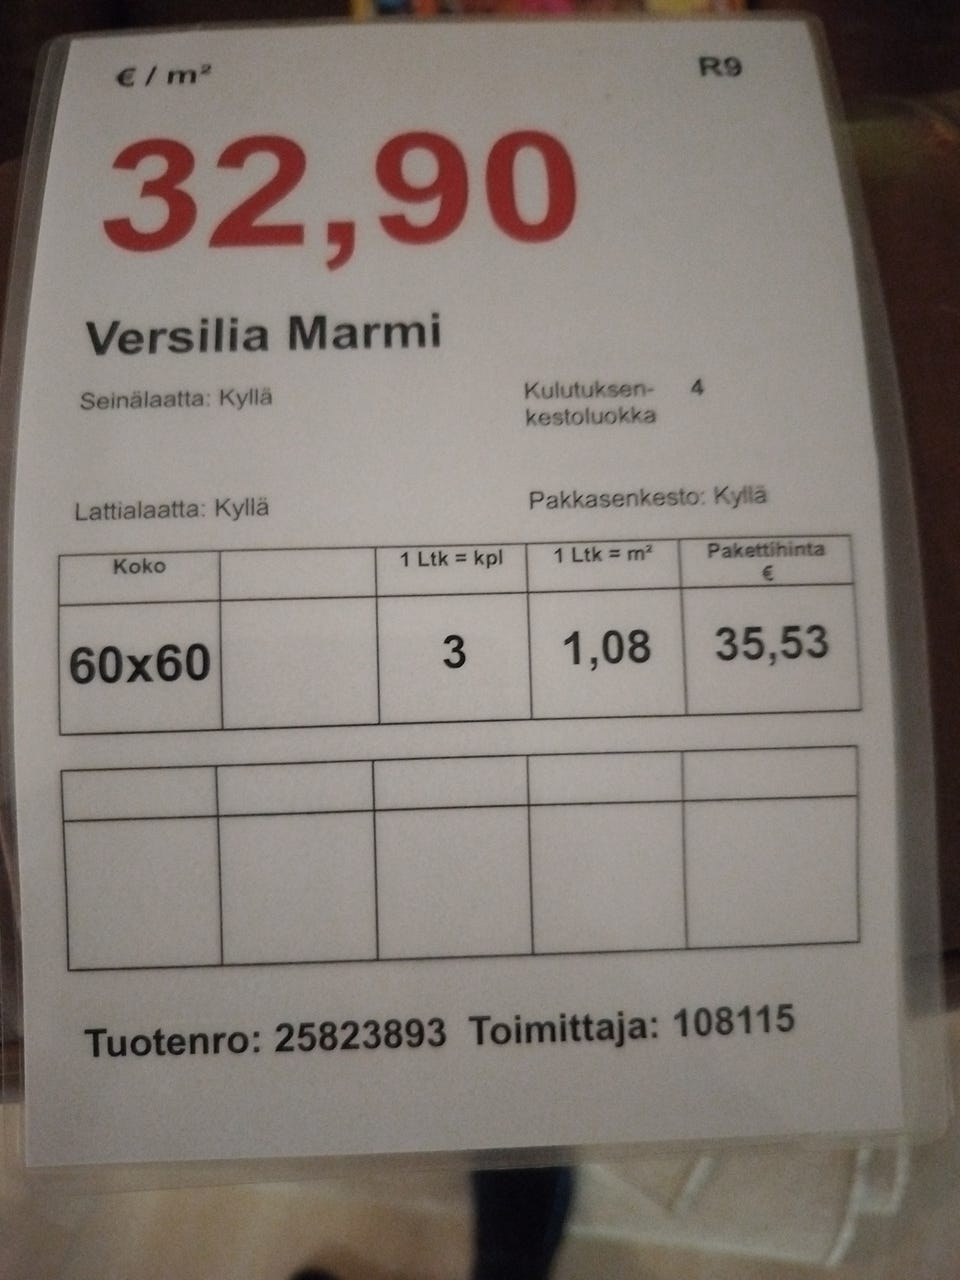 € / m² R9
32,90
Versilia Marmi
Seinälaatta: Kyllä Kulutuksen- 4
kestoluokka
Lattialaatta: Kyllä Pakkasenkesto: Kyllä
Koko 1 Ltk = kpl 1 Ltk = m² Pakettihinta
€
60x60 3 1,08 35,53
Tuotenro: 25823893 Toimittaja: 108115